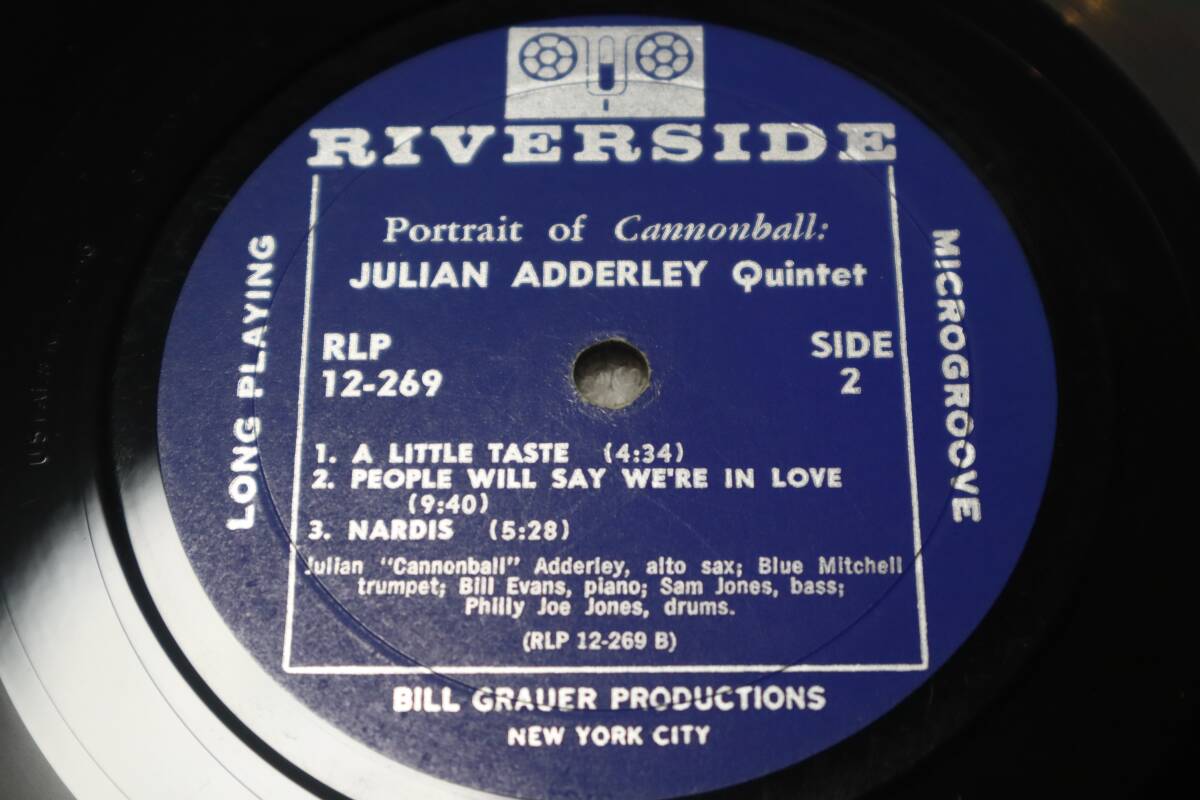 RIVERSIDE
Portrait of Cannonball:
JULIAN ADDERLEY Quintet
LONG PLAYING
MICROGROOVE
RLP
12-269
SIDE
2
1. A LITTLE TASTE (4:34)
2. PEOPLE WILL SAY WE'RE IN LOVE
(9:40)
3. NARDIS (5:28)
Julian "Cannonball" Adderley, alto sax; Blue Mitchell
trumpet; Bill Evans, piano; Sam Jones, bass;
Philly Joe Jones, drums.
(RLP 12-269 B)
BILL GRAUER PRODUCTIONS
NEW YORK CITY